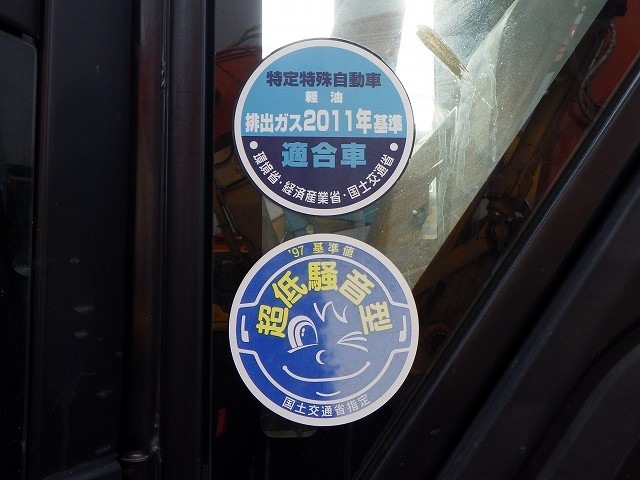 特定特殊自動車
軽油
排出ガス2011年基準
適合車
環境省・経済産業省・国土交通省
'97 基準値
超低騒音型
国土交通省指定